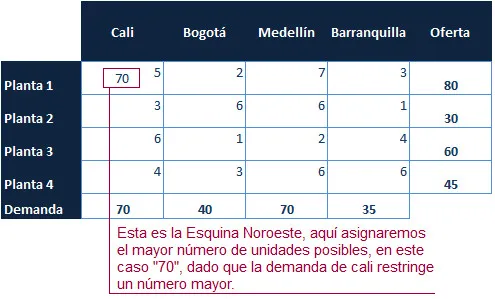 Cali Bogotá Medellín Barranquilla Oferta
Planta 1 70 5 2 7 3 80
Planta 2 3 6 6 1 30
Planta 3 6 1 2 4 60
Planta 4 4 3 6 6 45
Demanda 70 40 70 35
Esta es la Esquina Noroeste, aquí asignaremos
el mayor número de unidades posibles, en este
caso "70", dado que la demanda de cali restringe
un número mayor.